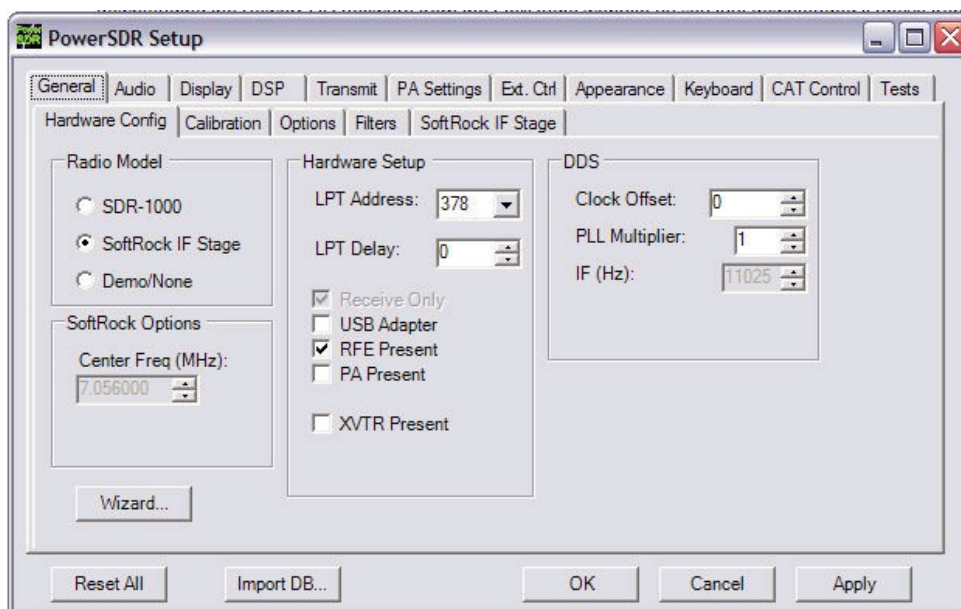 PowerSDR Setup
General Audio Display DSP Transmit PA Settings Ext. Ctrl Appearance Keyboard CAT Control Tests
Hardware Config Calibration Options Filters SoftRock IF Stage
Radio Model
SDR-1000
SoftRock IF Stage
Demo/None
SoftRock Options
Center Freq (MHz):
7.056000
Wizard...
Hardware Setup
LPT Address: 378
LPT Delay: 0
Receive Only
USB Adapter
RFE Present
PA Present
XVTR Present
DDS
Clock Offset: 0
PLL Multiplier: 1
IF (Hz): 11025
Reset All Import DB... OK Cancel Apply